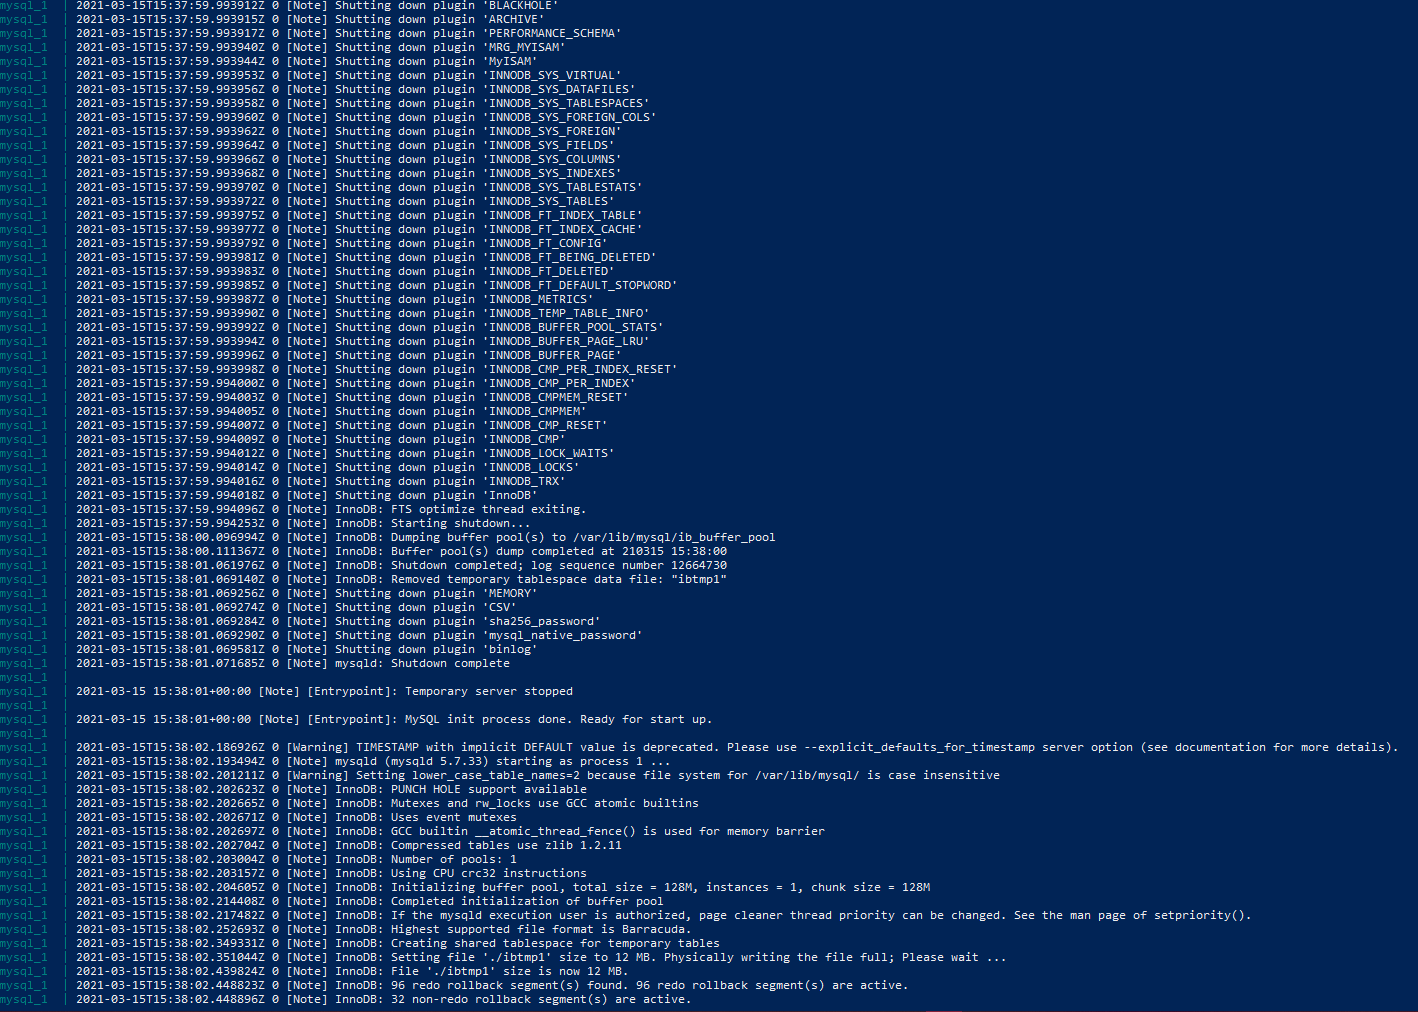 mysql_1 | 2021-03-15T15:37:59.993912Z 0 [Note] Shutting down plugin 'BLACKHOLE'
mysql_1 | 2021-03-15T15:37:59.993915Z 0 [Note] Shutting down plugin 'ARCHIVE'
mysql_1 | 2021-03-15T15:37:59.993917Z 0 [Note] Shutting down plugin 'PERFORMANCE_SCHEMA'
mysql_1 | 2021-03-15T15:37:59.993940Z 0 [Note] Shutting down plugin 'MRG_MYISAM'
mysql_1 | 2021-03-15T15:37:59.993944Z 0 [Note] Shutting down plugin 'MyISAM'
mysql_1 | 2021-03-15T15:37:59.993953Z 0 [Note] Shutting down plugin 'INNODB_SYS_VIRTUAL'
mysql_1 | 2021-03-15T15:37:59.993956Z 0 [Note] Shutting down plugin 'INNODB_SYS_DATAFILES'
mysql_1 | 2021-03-15T15:37:59.993958Z 0 [Note] Shutting down plugin 'INNODB_SYS_TABLESPACES'
mysql_1 | 2021-03-15T15:37:59.993960Z 0 [Note] Shutting down plugin 'INNODB_SYS_FOREIGN_COLS'
mysql_1 | 2021-03-15T15:37:59.993962Z 0 [Note] Shutting down plugin 'INNODB_SYS_FOREIGN'
mysql_1 | 2021-03-15T15:37:59.993964Z 0 [Note] Shutting down plugin 'INNODB_SYS_FIELDS'
mysql_1 | 2021-03-15T15:37:59.993966Z 0 [Note] Shutting down plugin 'INNODB_SYS_COLUMNS'
mysql_1 | 2021-03-15T15:37:59.993968Z 0 [Note] Shutting down plugin 'INNODB_SYS_INDEXES'
mysql_1 | 2021-03-15T15:37:59.993970Z 0 [Note] Shutting down plugin 'INNODB_SYS_TABLESTATS'
mysql_1 | 2021-03-15T15:37:59.993972Z 0 [Note] Shutting down plugin 'INNODB_SYS_TABLES'
mysql_1 | 2021-03-15T15:37:59.993975Z 0 [Note] Shutting down plugin 'INNODB_FT_INDEX_TABLE'
mysql_1 | 2021-03-15T15:37:59.993977Z 0 [Note] Shutting down plugin 'INNODB_FT_INDEX_CACHE'
mysql_1 | 2021-03-15T15:37:59.993979Z 0 [Note] Shutting down plugin 'INNODB_FT_CONFIG'
mysql_1 | 2021-03-15T15:37:59.993981Z 0 [Note] Shutting down plugin 'INNODB_FT_BEING_DELETED'
mysql_1 | 2021-03-15T15:37:59.993983Z 0 [Note] Shutting down plugin 'INNODB_FT_DELETED'
mysql_1 | 2021-03-15T15:37:59.993985Z 0 [Note] Shutting down plugin 'INNODB_FT_DEFAULT_STOPWORD'
mysql_1 | 2021-03-15T15:37:59.993987Z 0 [Note] Shutting down plugin 'INNODB_METRICS'
mysql_1 | 2021-03-15T15:37:59.993990Z 0 [Note] Shutting down plugin 'INNODB_TEMP_TABLE_INFO'
mysql_1 | 2021-03-15T15:37:59.993992Z 0 [Note] Shutting down plugin 'INNODB_BUFFER_POOL_STATS'
mysql_1 | 2021-03-15T15:37:59.993994Z 0 [Note] Shutting down plugin 'INNODB_BUFFER_PAGE_LRU'
mysql_1 | 2021-03-15T15:37:59.993996Z 0 [Note] Shutting down plugin 'INNODB_BUFFER_PAGE'
mysql_1 | 2021-03-15T15:37:59.993998Z 0 [Note] Shutting down plugin 'INNODB_CMP_PER_INDEX_RESET'
mysql_1 | 2021-03-15T15:37:59.994000Z 0 [Note] Shutting down plugin 'INNODB_CMP_PER_INDEX'
mysql_1 | 2021-03-15T15:37:59.994003Z 0 [Note] Shutting down plugin 'INNODB_CMPMEM_RESET'
mysql_1 | 2021-03-15T15:37:59.994005Z 0 [Note] Shutting down plugin 'INNODB_CMPMEM'
mysql_1 | 2021-03-15T15:37:59.994007Z 0 [Note] Shutting down plugin 'INNODB_CMP_RESET'
mysql_1 | 2021-03-15T15:37:59.994009Z 0 [Note] Shutting down plugin 'INNODB_CMP'
mysql_1 | 2021-03-15T15:37:59.994012Z 0 [Note] Shutting down plugin 'INNODB_LOCK_WAITS'
mysql_1 | 2021-03-15T15:37:59.994014Z 0 [Note] Shutting down plugin 'INNODB_LOCKS'
mysql_1 | 2021-03-15T15:37:59.994016Z 0 [Note] Shutting down plugin 'INNODB_TRX'
mysql_1 | 2021-03-15T15:37:59.994018Z 0 [Note] Shutting down plugin 'InnoDB'
mysql_1 | 2021-03-15T15:37:59.994096Z 0 [Note] InnoDB: FTS optimize thread exiting.
mysql_1 | 2021-03-15T15:37:59.994253Z 0 [Note] InnoDB: Starting shutdown...
mysql_1 | 2021-03-15T15:38:00.096994Z 0 [Note] InnoDB: Dumping buffer pool(s) to /var/lib/mysql/ib_buffer_pool
mysql_1 | 2021-03-15T15:38:00.111367Z 0 [Note] InnoDB: Buffer pool(s) dump completed at 210315 15:38:00
mysql_1 | 2021-03-15T15:38:01.061976Z 0 [Note] InnoDB: Shutdown completed; log sequence number 12664730
mysql_1 | 2021-03-15T15:38:01.069140Z 0 [Note] InnoDB: Removed temporary tablespace data file: "ibtmp1"
mysql_1 | 2021-03-15T15:38:01.069256Z 0 [Note] Shutting down plugin 'MEMORY'
mysql_1 | 2021-03-15T15:38:01.069274Z 0 [Note] Shutting down plugin 'CSV'
mysql_1 | 2021-03-15T15:38:01.069284Z 0 [Note] Shutting down plugin 'sha256_password'
mysql_1 | 2021-03-15T15:38:01.069290Z 0 [Note] Shutting down plugin 'mysql_native_password'
mysql_1 | 2021-03-15T15:38:01.069581Z 0 [Note] Shutting down plugin 'binlog'
mysql_1 | 2021-03-15T15:38:01.071685Z 0 [Note] mysqld: Shutdown complete
mysql_1 |
mysql_1 | 2021-03-15 15:38:01+00:00 [Note] [Entrypoint]: Temporary server stopped
mysql_1 |
mysql_1 | 2021-03-15 15:38:01+00:00 [Note] [Entrypoint]: MySQL init process done. Ready for start up.
mysql_1 |
mysql_1 | 2021-03-15T15:38:02.186926Z 0 [Warning] TIMESTAMP with implicit DEFAULT value is deprecated. Please use --explicit_defaults_for_timestamp server option (see documentation for more details).
mysql_1 | 2021-03-15T15:38:02.193494Z 0 [Note] mysqld (mysqld 5.7.33) starting as process 1 ...
mysql_1 | 2021-03-15T15:38:02.201211Z 0 [Warning] Setting lower_case_table_names=2 because file system for /var/lib/mysql/ is case insensitive
mysql_1 | 2021-03-15T15:38:02.202623Z 0 [Note] InnoDB: PUNCH HOLE support available
mysql_1 | 2021-03-15T15:38:02.202665Z 0 [Note] InnoDB: Mutexes and rw_locks use GCC atomic builtins
mysql_1 | 2021-03-15T15:38:02.202671Z 0 [Note] InnoDB: Uses event mutexes
mysql_1 | 2021-03-15T15:38:02.202697Z 0 [Note] InnoDB: GCC builtin __atomic_thread_fence() is used for memory barrier
mysql_1 | 2021-03-15T15:38:02.202704Z 0 [Note] InnoDB: Compressed tables use zlib 1.2.11
mysql_1 | 2021-03-15T15:38:02.203004Z 0 [Note] InnoDB: Number of pools: 1
mysql_1 | 2021-03-15T15:38:02.203157Z 0 [Note] InnoDB: Using CPU crc32 instructions
mysql_1 | 2021-03-15T15:38:02.204605Z 0 [Note] InnoDB: Initializing buffer pool, total size = 128M, instances = 1, chunk size = 128M
mysql_1 | 2021-03-15T15:38:02.214408Z 0 [Note] InnoDB: Completed initialization of buffer pool
mysql_1 | 2021-03-15T15:38:02.217482Z 0 [Note] InnoDB: If the mysqld execution user is authorized, page cleaner thread priority can be changed. See the man page of setpriority().
mysql_1 | 2021-03-15T15:38:02.252693Z 0 [Note] InnoDB: Highest supported file format is Barracuda.
mysql_1 | 2021-03-15T15:38:02.349331Z 0 [Note] InnoDB: Creating shared tablespace for temporary tables
mysql_1 | 2021-03-15T15:38:02.351044Z 0 [Note] InnoDB: Setting file './ibtmp1' size to 12 MB. Physically writing the file full; Please wait ...
mysql_1 | 2021-03-15T15:38:02.439824Z 0 [Note] InnoDB: File './ibtmp1' size is now 12 MB.
mysql_1 | 2021-03-15T15:38:02.448823Z 0 [Note] InnoDB: 96 redo rollback segment(s) found. 96 redo rollback segment(s) are active.
mysql_1 | 2021-03-15T15:38:02.448896Z 0 [Note] InnoDB: 32 non-redo rollback segment(s) are active.